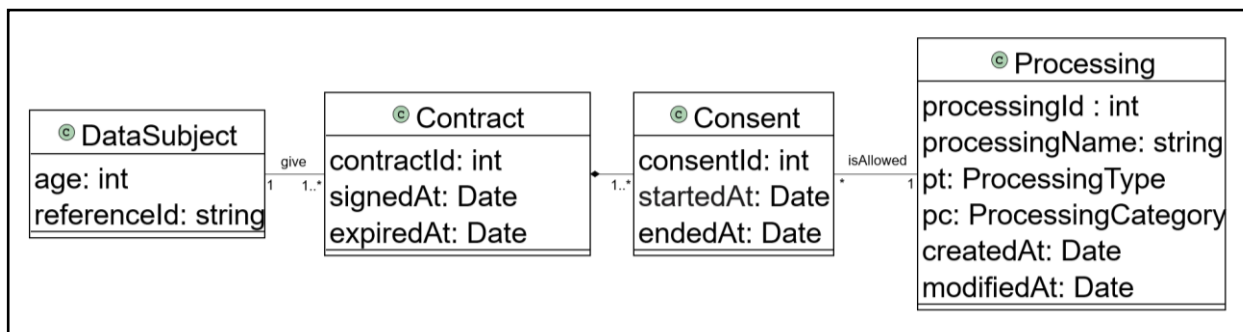 C DataSubject
age: int
referenceId: string
give
1
1..*
C Contract
contractId: int
signedAt: Date
expiredAt: Date
1..*
C Consent
consentId: int
startedAt: Date
endedAt: Date
isAllowed
*
1
C Processing
processingId : int
processingName: string
pt: ProcessingType
pc: ProcessingCategory
createdAt: Date
modifiedAt: Date